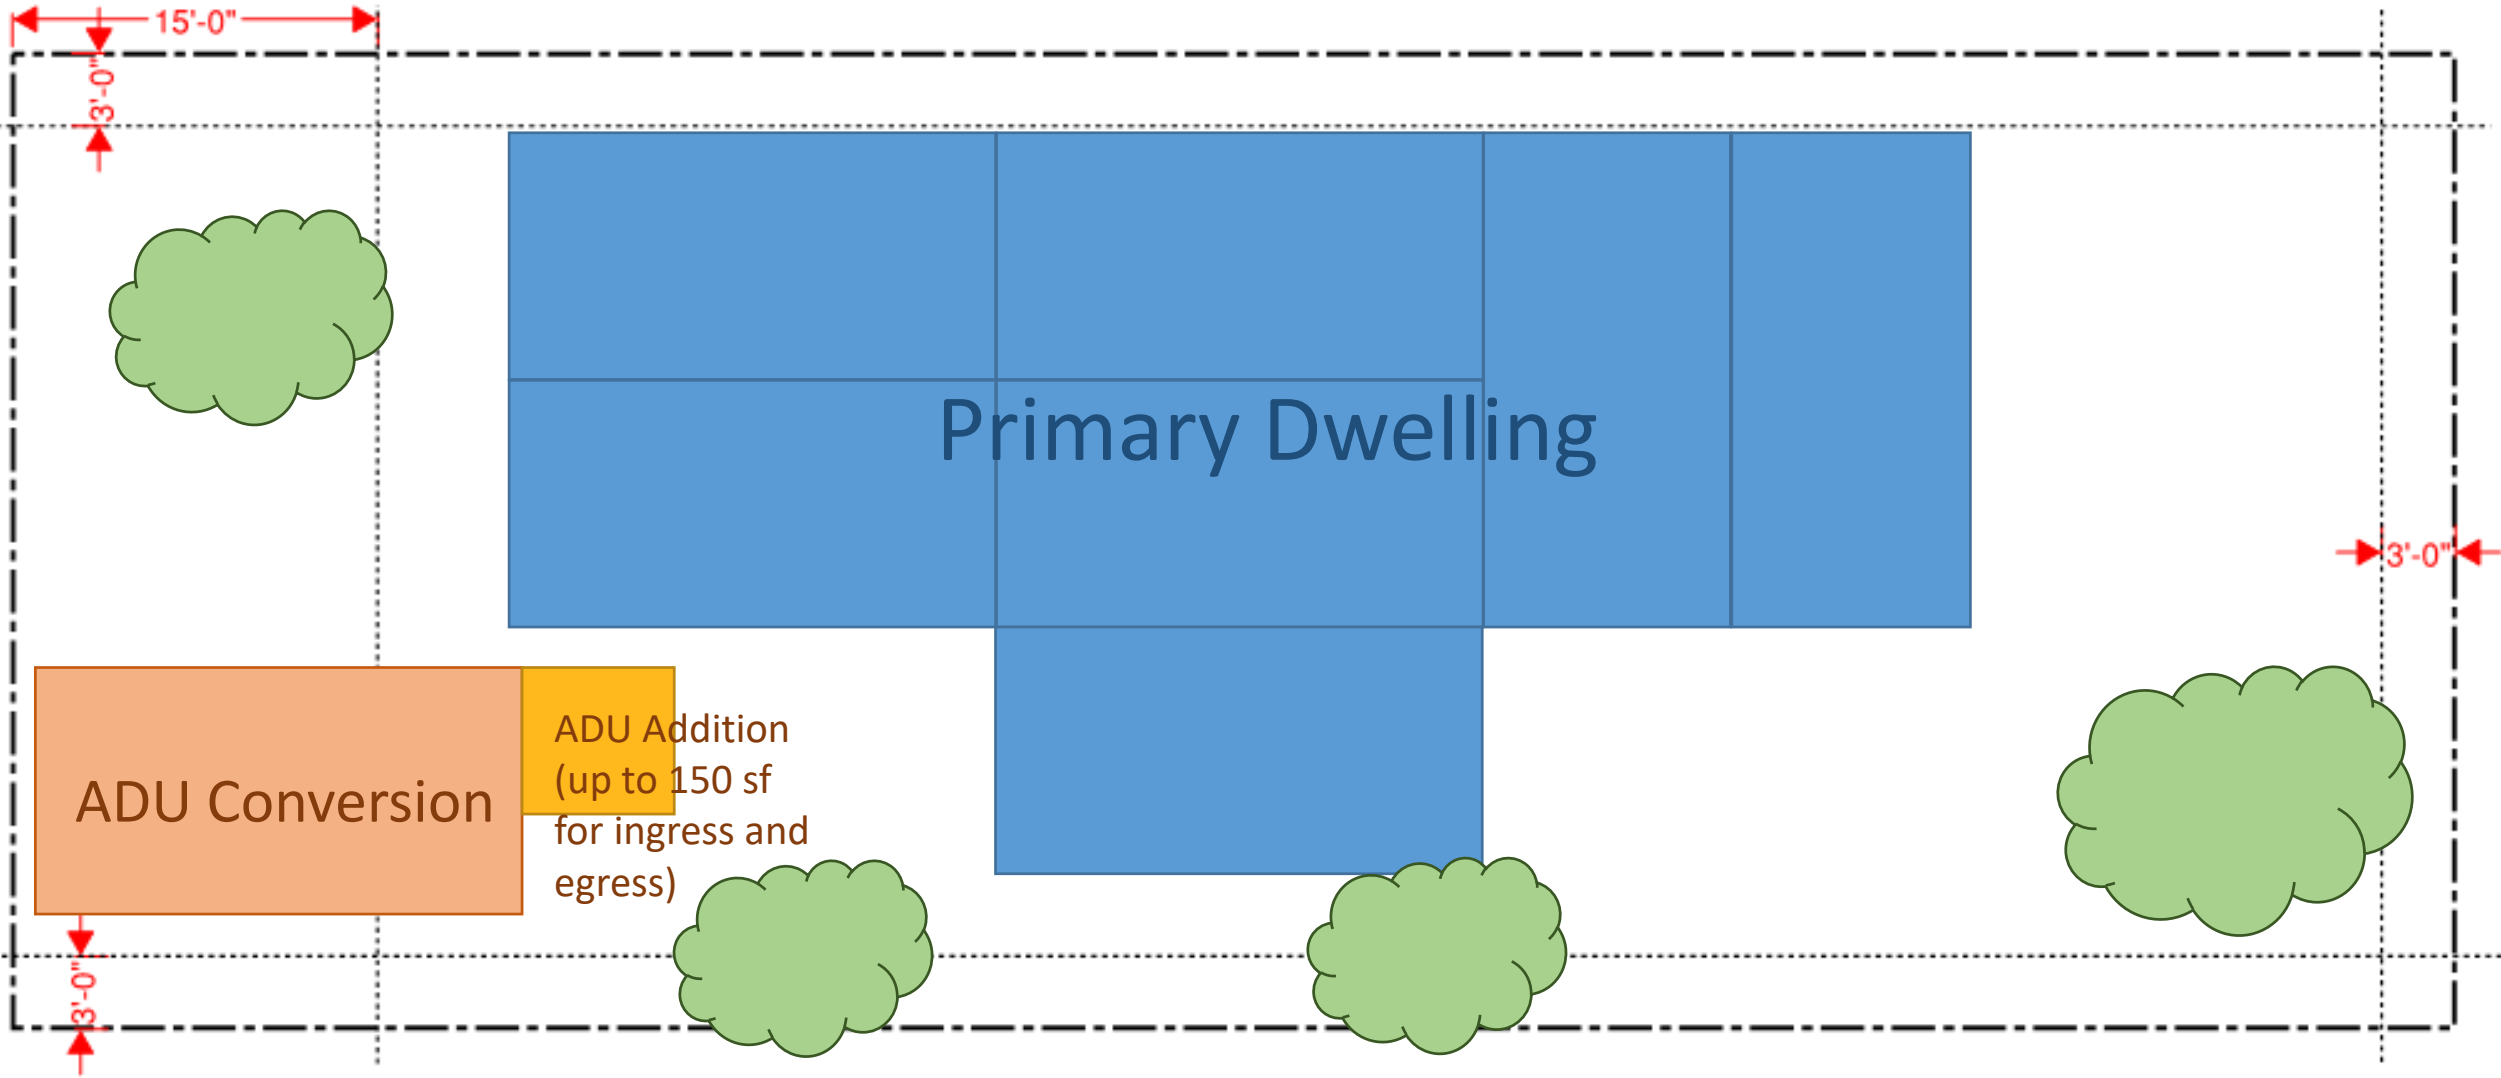 15'-0"
3'-0"
Primary Dwelling
3'-0"
ADU Conversion
ADU Addition
(up to 150 sf
for ingress and
egress)
3'-0"